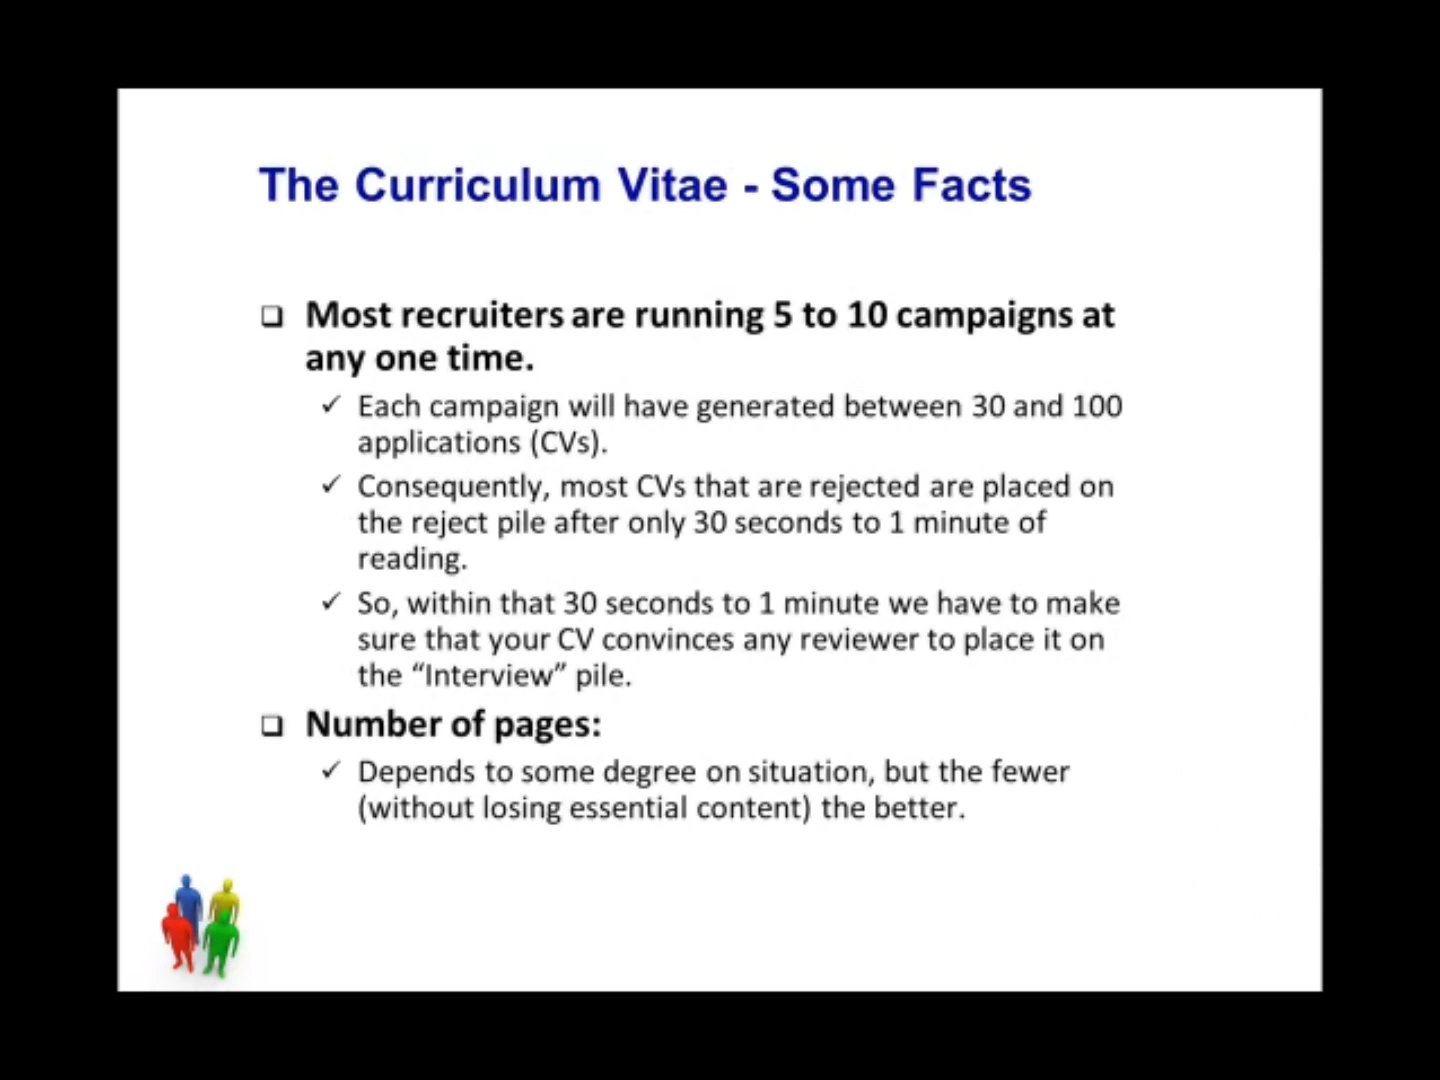 The Curriculum Vitae - Some Facts
❑ Most recruiters are running 5 to 10 campaigns at
any one time.
✓ Each campaign will have generated between 30 and 100
applications (CVs).
✓ Consequently, most CVs that are rejected are placed on
the reject pile after only 30 seconds to 1 minute of
reading.
✓ So, within that 30 seconds to 1 minute we have to make
sure that your CV convinces any reviewer to place it on
the “Interview” pile.
❑ Number of pages:
✓ Depends to some degree on situation, but the fewer
(without losing essential content) the better.